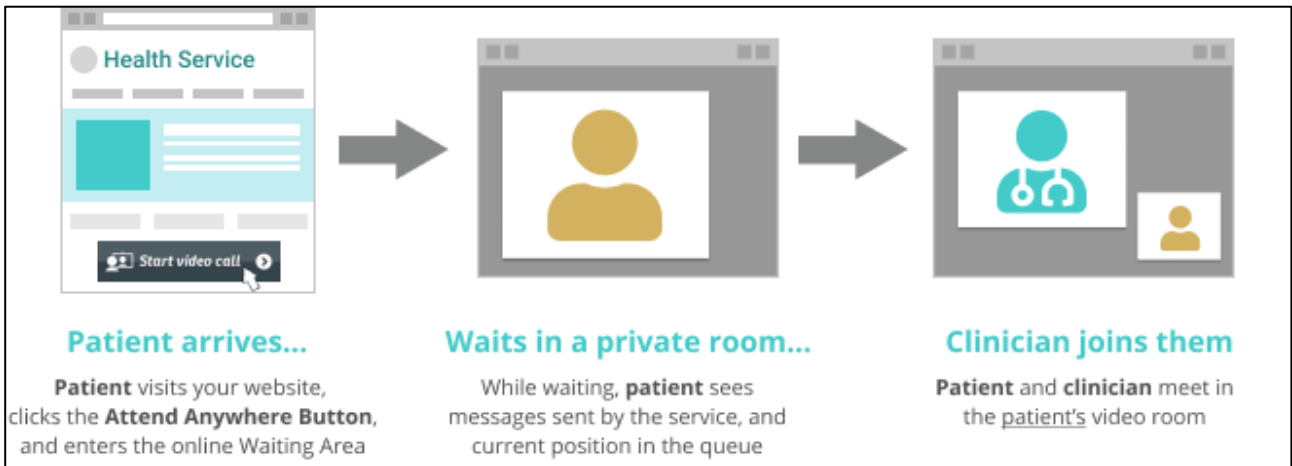 Health Service
Start video call
Patient arrives...
Patient visits your website,
clicks the Attend Anywhere Button,
and enters the online Waiting Area
Waits in a private room...
While waiting, patient sees
messages sent by the service, and
current position in the queue
Clinician joins them
Patient and clinician meet in
the patient's video room